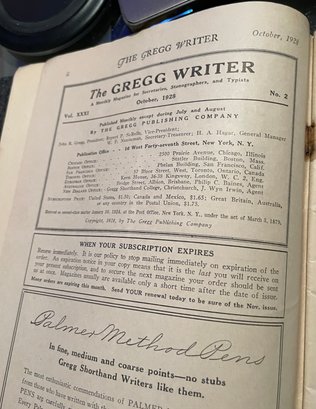 THE GREGG WRITER
October, 1928
The GREGG WRITER
A Monthly Magazine for Secretaries, Stenographers, and Typists
Vol. XXXI
October, 1928
No. 2
Published Monthly except during July and August
By THE GREGG PUBLISHING COMPANY
John R. Gregg, President; Rupert P. SoRelle, Vice-President;
W. F. Nenneman, Secretary-Treasurer; H. A. Hagar, General Manager
Publication Office - - 16 West Forty-seventh Street, New York, N. Y.
Chicago Office: 2500 Prairie Avenue, Chicago, Illinois
Boston Office: Statler Building, Boston, Mass.
San Francisco Office: Phelan Building, San Francisco, Calif.
Toronto Office: 57 Bloor Street, West, Toronto, Ontario, Canada
European Office: Kern House, 36-38 Kingsway, London, W. C. 2, Eng.
Australian Office: Bridge Street, Albion, Brisbane, Philip C. Baines, Agent
New Zealand Office: Gregg Shorthand College, Christchurch, J. Wyn Irwin, Agent
Subscription Price: United States, $1.50; Canada and Mexico, $1.65; Great Britain, Australia,
or any country in the Postal Union, $1.75.
Entered as second-class matter January 10, 1924, at the Post Office, New York, N. Y., under the act of March 3, 1879.
Copyright, 1928, by The Gregg Publishing Company
WHEN YOUR SUBSCRIPTION EXPIRES
Renew immediately. It is our policy to stop mailing immediately on expiration of the
order. An expiration notice in your copy means that it is the last you will receive on
your present subscription, and to secure the next magazine your order should be sent
us at once. Magazines usually are available only a short time after the date of issue.
Many orders are expiring this month. Send YOUR renewal today to be sure of the Nov. issue.
Palmer Method Pens
In fine, medium and coarse points—no stubs
Gregg Shorthand Writers like them.
The most enthusiastic commendations of PALMER
from those who have written with the
PENS are carefully
Every Pal